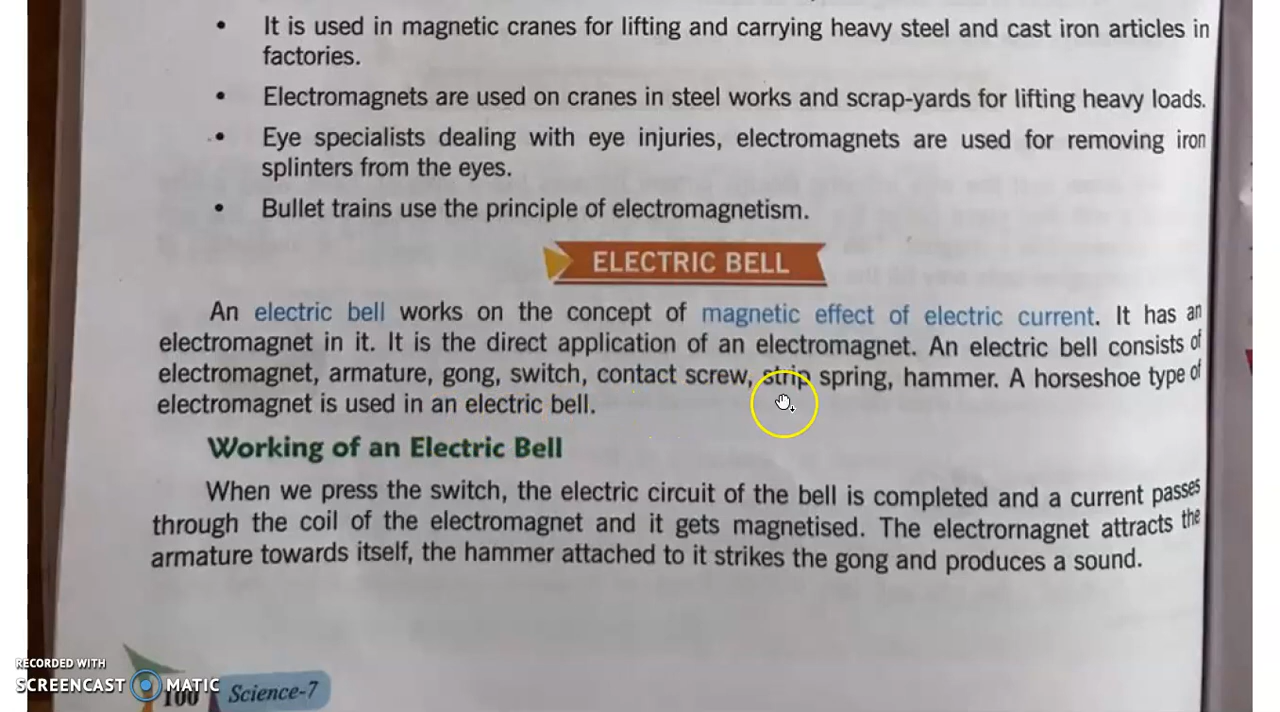 • It is used in magnetic cranes for lifting and carrying heavy steel and cast iron articles in
factories.
• Electromagnets are used on cranes in steel works and scrap-yards for lifting heavy loads.
• Eye specialists dealing with eye injuries, electromagnets are used for removing iron
splinters from the eyes.
• Bullet trains use the principle of electromagnetism.
ELECTRIC BELL
An electric bell works on the concept of magnetic effect of electric current. It has an
electromagnet in it. It is the direct application of an electromagnet. An electric bell consists of
electromagnet, armature, gong, switch, contact screw, strip spring, hammer. A horseshoe type of
electromagnet is used in an electric bell.
Working of an Electric Bell
When we press the switch, the electric circuit of the bell is completed and a current passes
through the coil of the electromagnet and it gets magnetised. The electrornagnet attracts the
armature towards itself, the hammer attached to it strikes the gong and produces a sound.
RECORDED WITH
SCREENCAST MATIC
100 Science-7